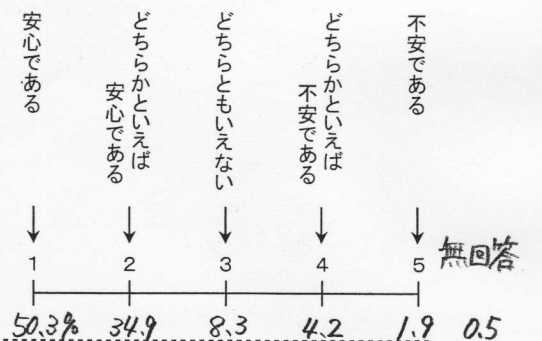 安心である
どちらかといえば
安心である
どちらともいえない
どちらかといえば
不安である
不安である
1 2 3 4 5 無回答
50.3% 34.9 8.3 4.2 1.9 0.5